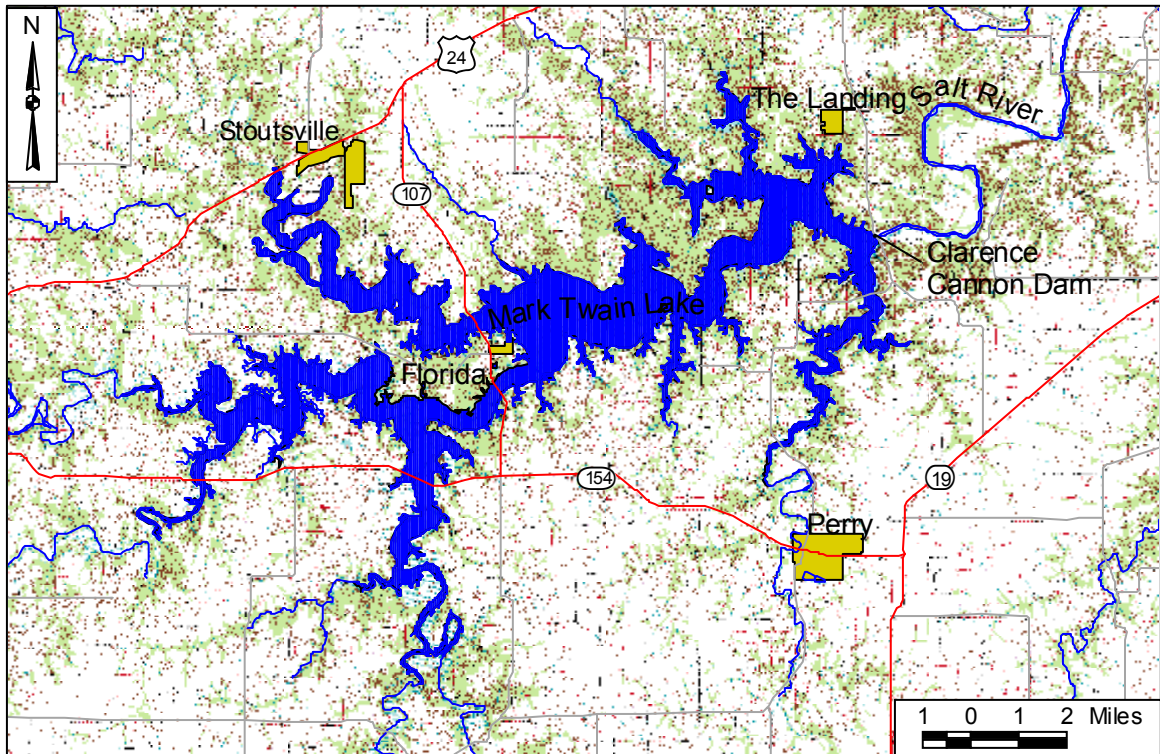 N
24
The Landing
Salt River
Stoutsville
107
Clarence
Cannon Dam
Mark Twain Lake
Florida
154
19
Perry
1 0 1 2 Miles